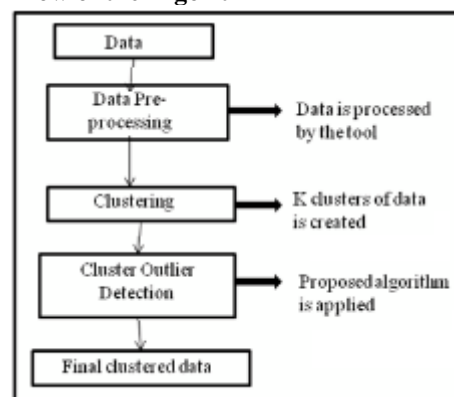 Data
Data Pre-
processing
Data is processed
by the tool
Clustering
K clusters of data
is created
Cluster Outlier
Detection
Proposed algorithm
is applied
Final clustered data